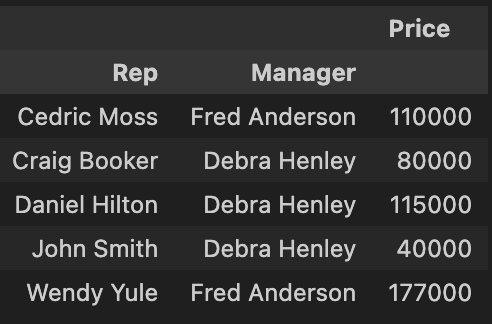 Price
Rep Manager
Cedric Moss Fred Anderson 110000
Craig Booker Debra Henley 80000
Daniel Hilton Debra Henley 115000
John Smith Debra Henley 40000
Wendy Yule Fred Anderson 177000